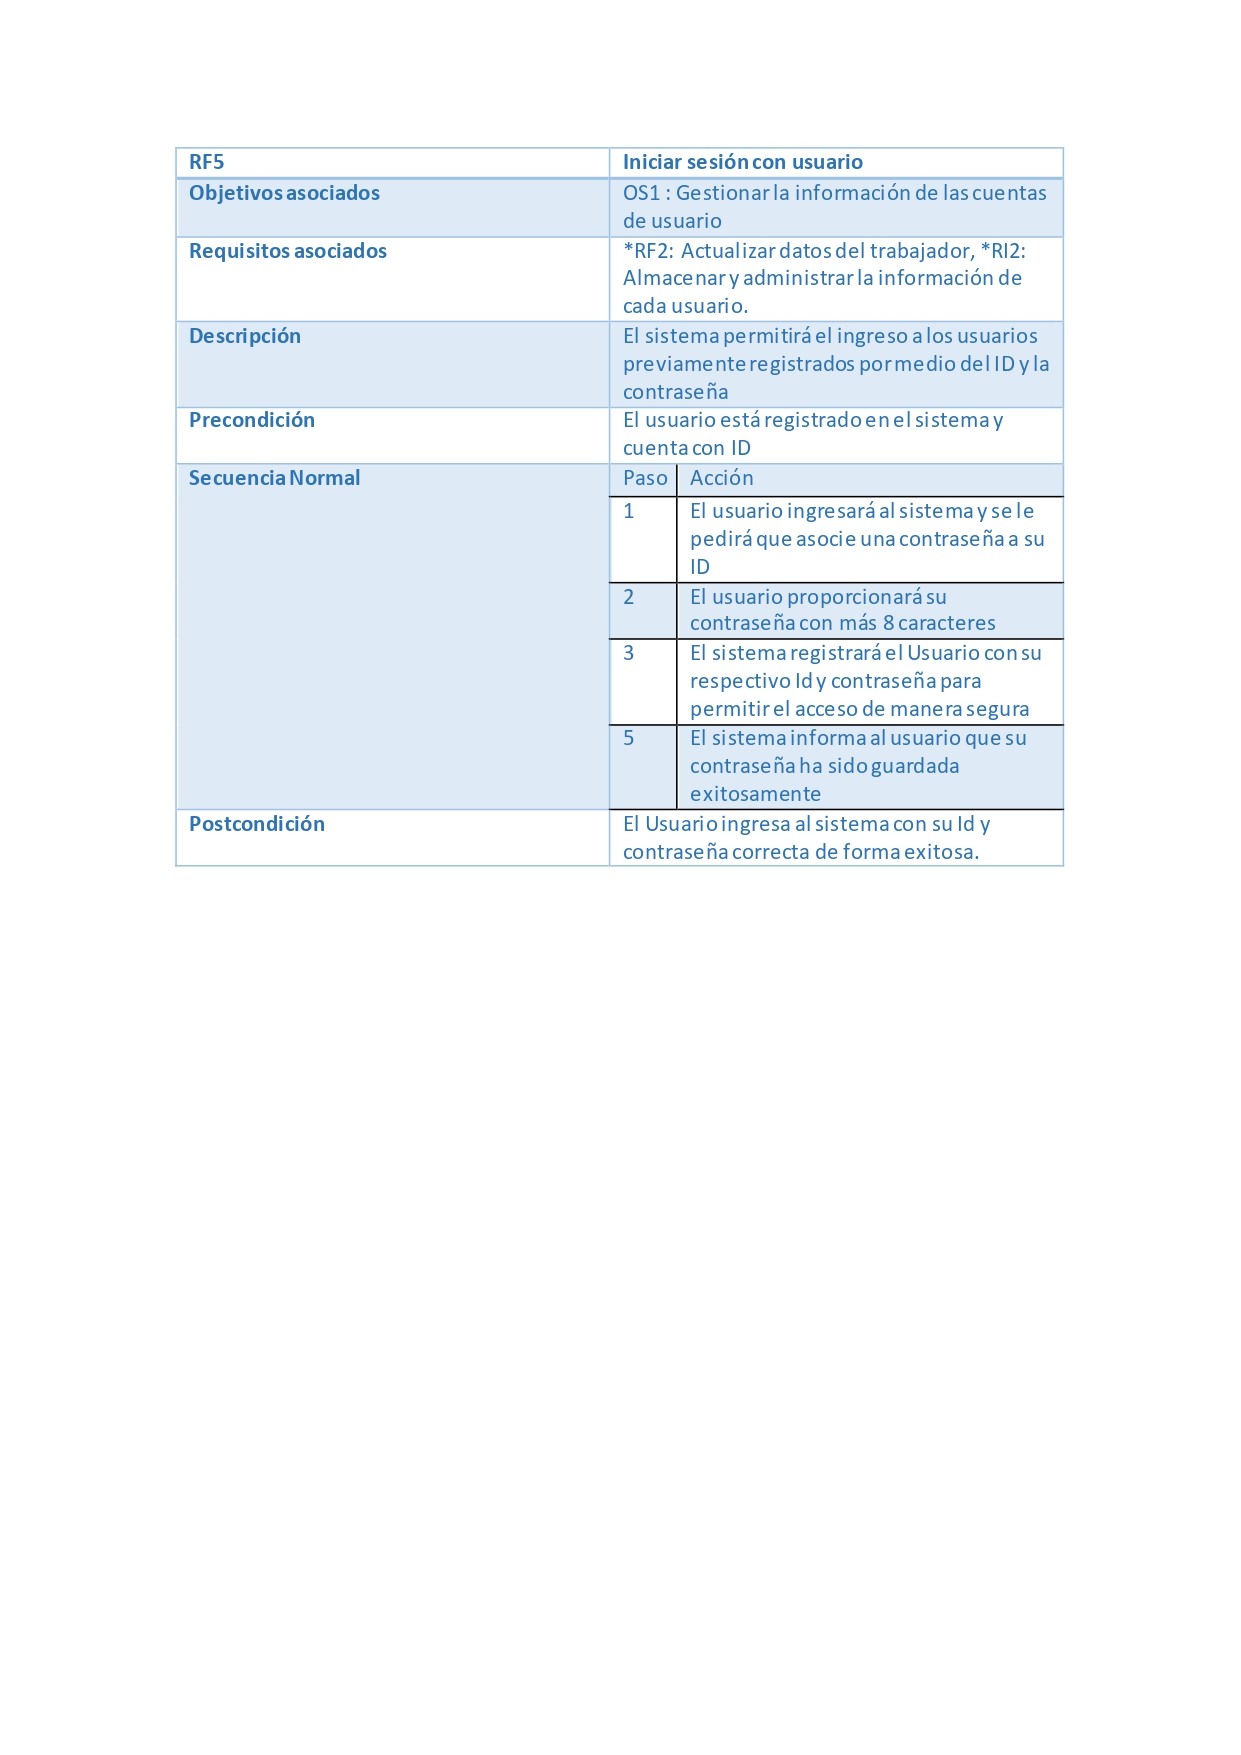 RF5
Iniciar sesión con usuario
Objetivos asociados
OS1 : Gestionar la información de las cuentas
de usuario
Requisitos asociados
*RF2: Actualizar datos del trabajador, *RI2:
Almacenar y administrar la información de
cada usuario.
Descripción
El sistema permitirá el ingreso a los usuarios
previamente registrados por medio del ID y la
contraseña
Precondición
El usuario está registrado en el sistema y
cuenta con ID
Secuencia Normal
Paso Acción
1 El usuario ingresará al sistema y se le
pedirá que asocie una contraseña a su
ID
2 El usuario proporcionará su
contraseña con más 8 caracteres
3 El sistema registrará el Usuario con su
respectivo Id y contraseña para
permitir el acceso de manera segura
5 El sistema informa al usuario que su
contraseña ha sido guardada
exitosamente
Postcondición
El Usuario ingresa al sistema con su Id y
contraseña correcta de forma exitosa.